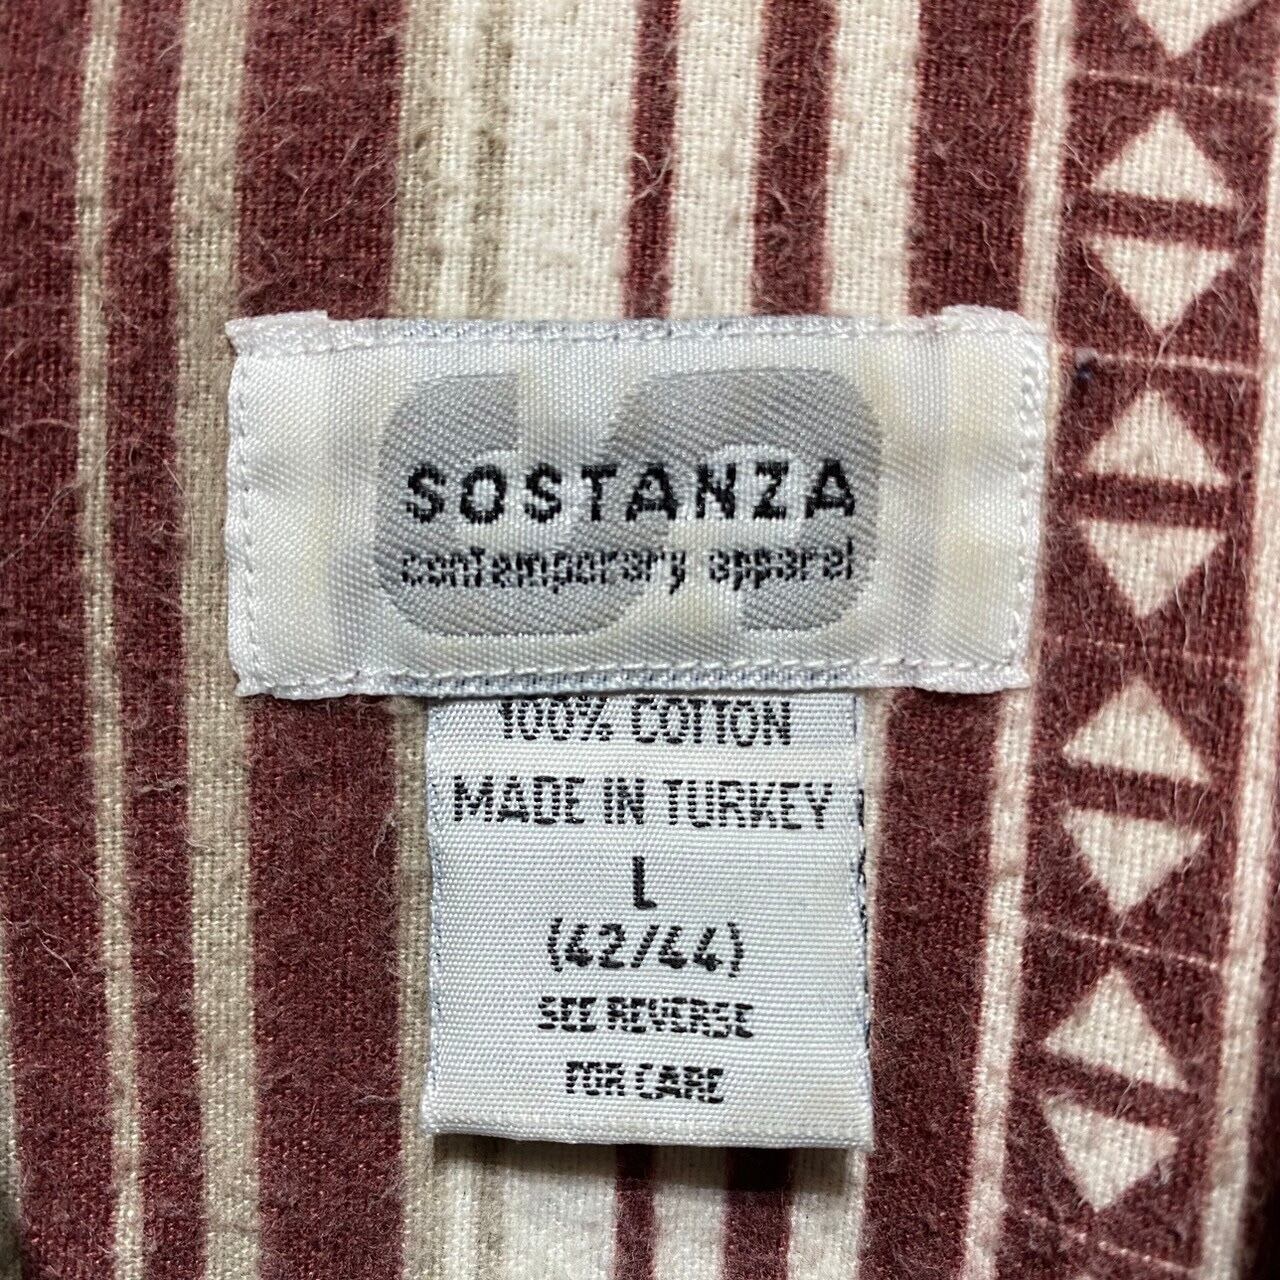 SOSTANZA
conTemporary apparel
100% COTTON
MADE IN TURKEY
L
(42/44)
SEE REVERSE
FOR CARE